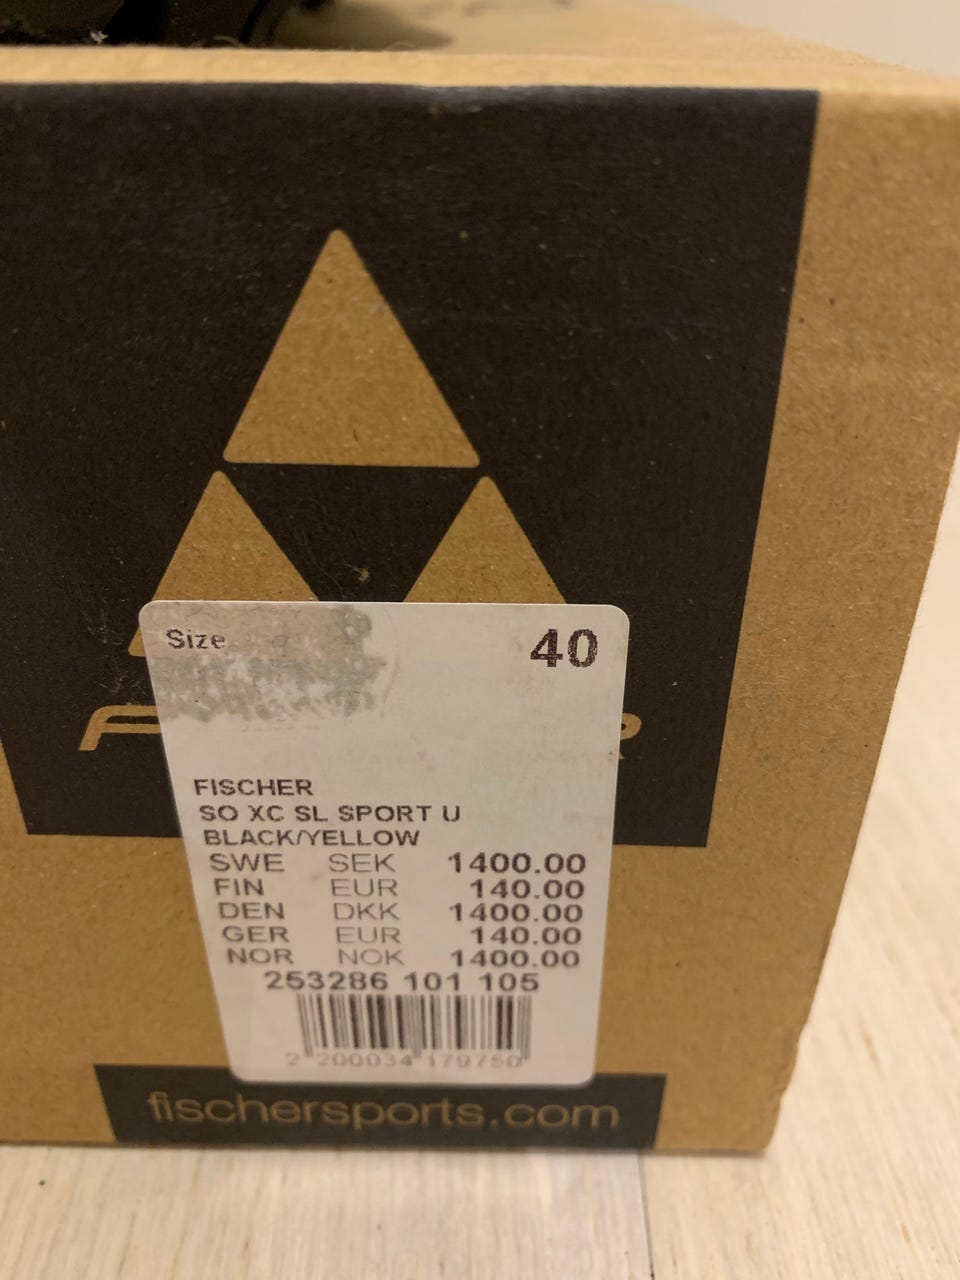 Size 40
FISCHER
SO XC SL SPORT U
BLACK/YELLOW
SWE SEK 1400.00
FIN EUR 140.00
DEN DKK 1400.00
GER EUR 140.00
NOR NOK 1400.00
253286 101 105
2 200034 179750
fischersports.com